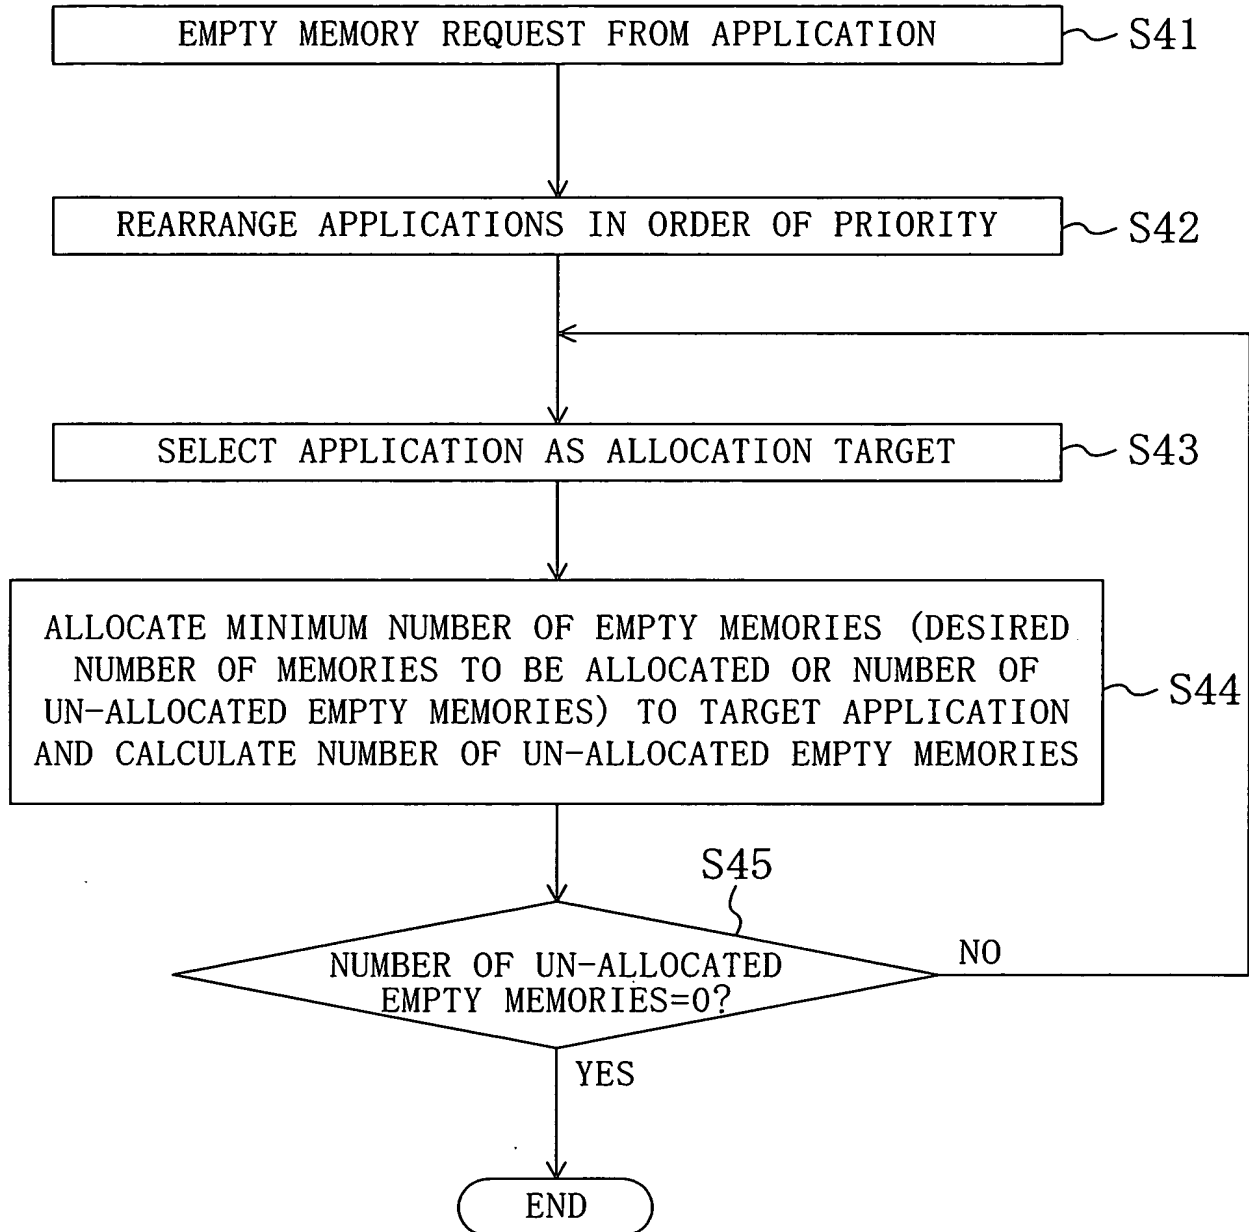 EMPTY MEMORY REQUEST FROM APPLICATION
S41
REARRANGE APPLICATIONS IN ORDER OF PRIORITY
S42
SELECT APPLICATION AS ALLOCATION TARGET
S43
ALLOCATE MINIMUM NUMBER OF EMPTY MEMORIES (DESIRED
NUMBER OF MEMORIES TO BE ALLOCATED OR NUMBER OF
UN-ALLOCATED EMPTY MEMORIES) TO TARGET APPLICATION
AND CALCULATE NUMBER OF UN-ALLOCATED EMPTY MEMORIES
S44
S45
NUMBER OF UN-ALLOCATED
EMPTY MEMORIES=0?
NO
YES
END